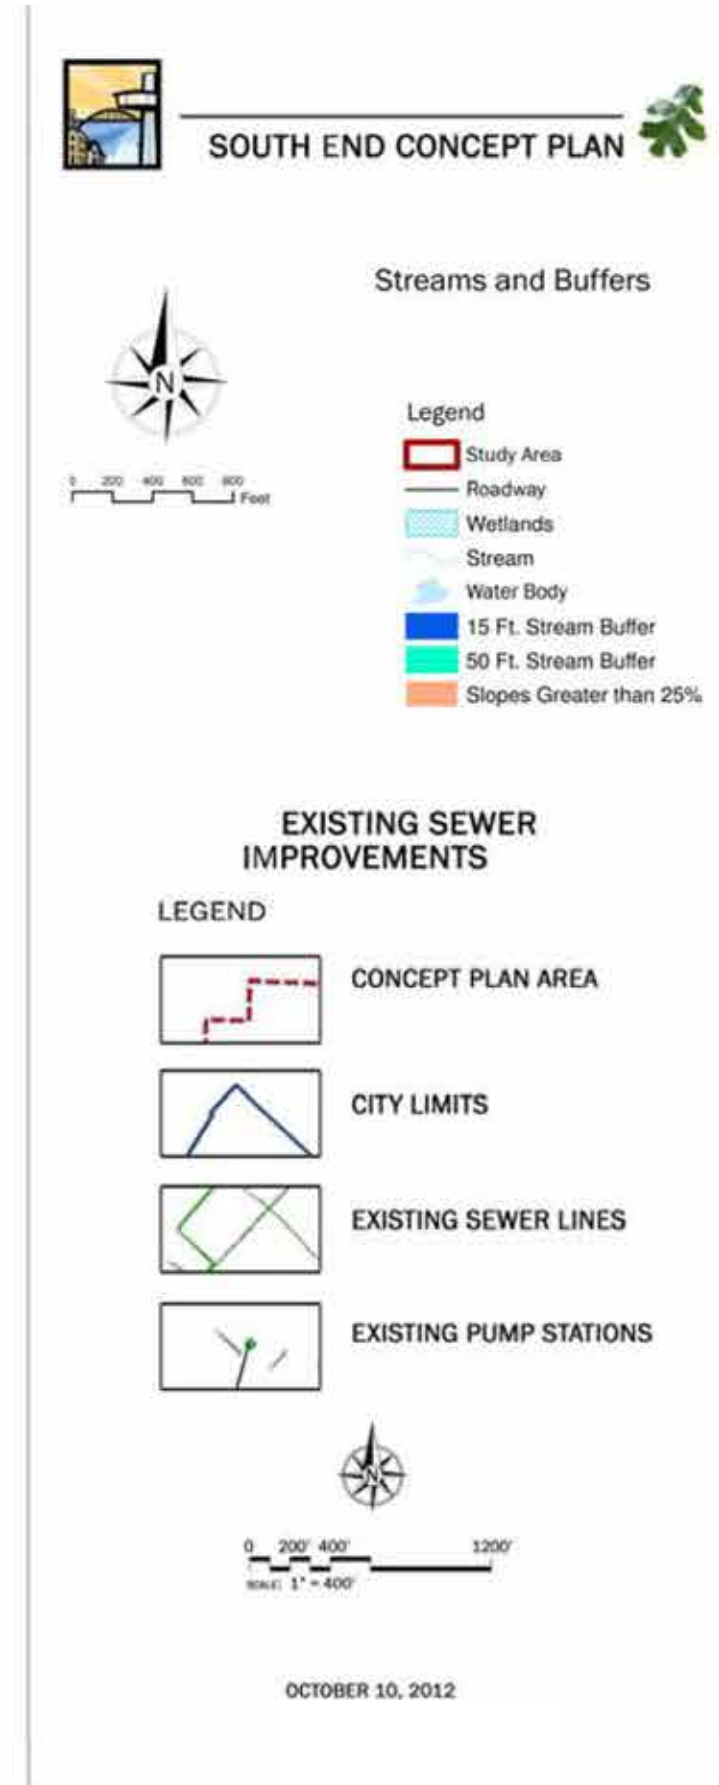 SOUTH END CONCEPT PLAN
Streams and Buffers
N
0 200 400 600 800
Feet
Legend
Study Area
Roadway
Wetlands
Stream
Water Body
15 Ft. Stream Buffer
50 Ft. Stream Buffer
Slopes Greater than 25%
EXISTING SEWER
IMPROVEMENTS
LEGEND
CONCEPT PLAN AREA
CITY LIMITS
EXISTING SEWER LINES
EXISTING PUMP STATIONS
N
0 200' 400' 1200'
SCALE: 1" = 400'
OCTOBER 10, 2012